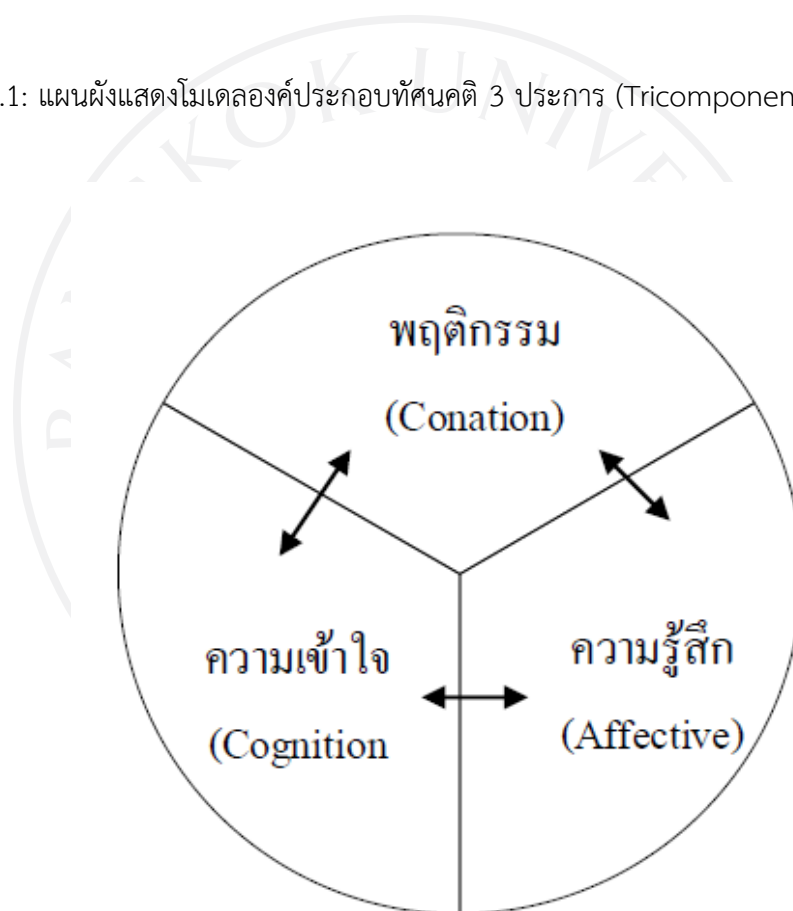 .1: แผนผังแสดงโมเดลองค์ประกอบทัศนคติ 3 ประการ (Tricomponen
พฤติกรรม
(Conation)
ความเข้าใจ
(Cognition
ความรู้สึก
(Affective)